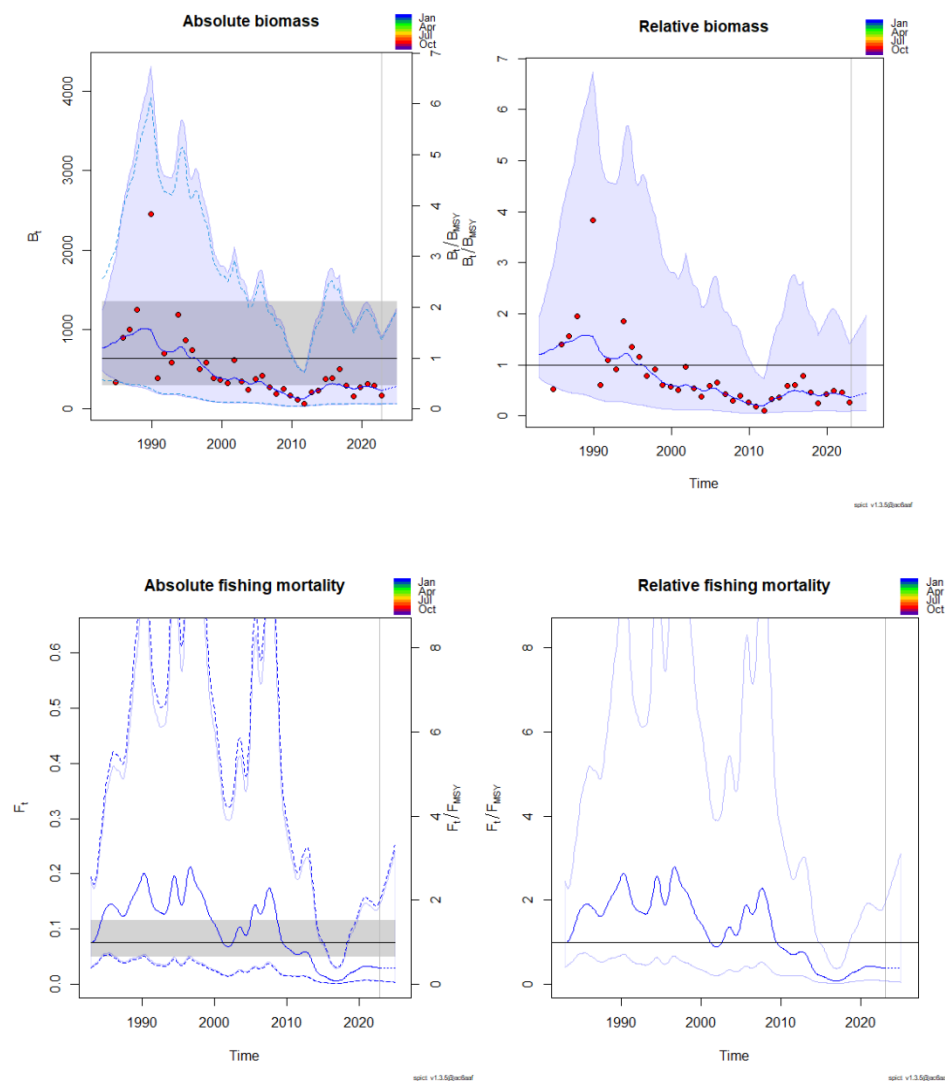 Absolute biomass
Jan
Apr
Jul
Oct
0 1000 2000 3000 4000
Bt
0 1 2 3 4 5 6 7
Bt/BMSY
1990 2000 2010 2020
Relative biomass
Jan
Apr
Jul
Oct
0 1 2 3 4 5 6 7
Bt/BMSY
1990 2000 2010 2020
Time
Absolute fishing mortality
Jan
Apr
Jul
Oct
0.0 0.1 0.2 0.3 0.4 0.5 0.6
Ft
0 2 4 6 8
Ft/FMSY
1990 2000 2010 2020
Time
Relative fishing mortality
Jan
Apr
Jul
Oct
0 2 4 6 8
Ft/FMSY
1990 2000 2010 2020
Time